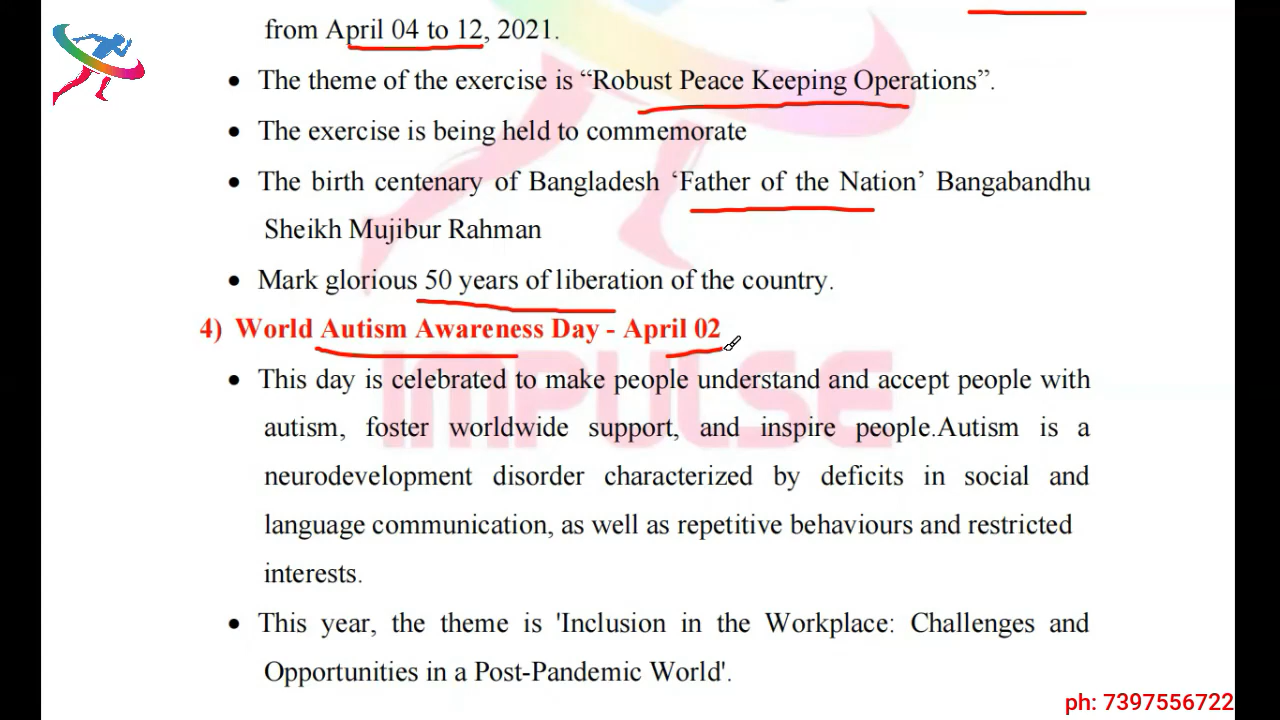 from April 04 to 12, 2021.
• The theme of the exercise is “Robust Peace Keeping Operations”.
• The exercise is being held to commemorate
• The birth centenary of Bangladesh ‘Father of the Nation’ Bangabandhu
Sheikh Mujibur Rahman
• Mark glorious 50 years of liberation of the country.
4) World Autism Awareness Day - April 02
IMPULSE
• This day is celebrated to make people understand and accept people with
autism, foster worldwide support, and inspire people.Autism is a
neurodevelopment disorder characterized by deficits in social and
language communication, as well as repetitive behaviours and restricted
interests.
• This year, the theme is 'Inclusion in the Workplace: Challenges and
Opportunities in a Post-Pandemic World'.
ph: 7397556722